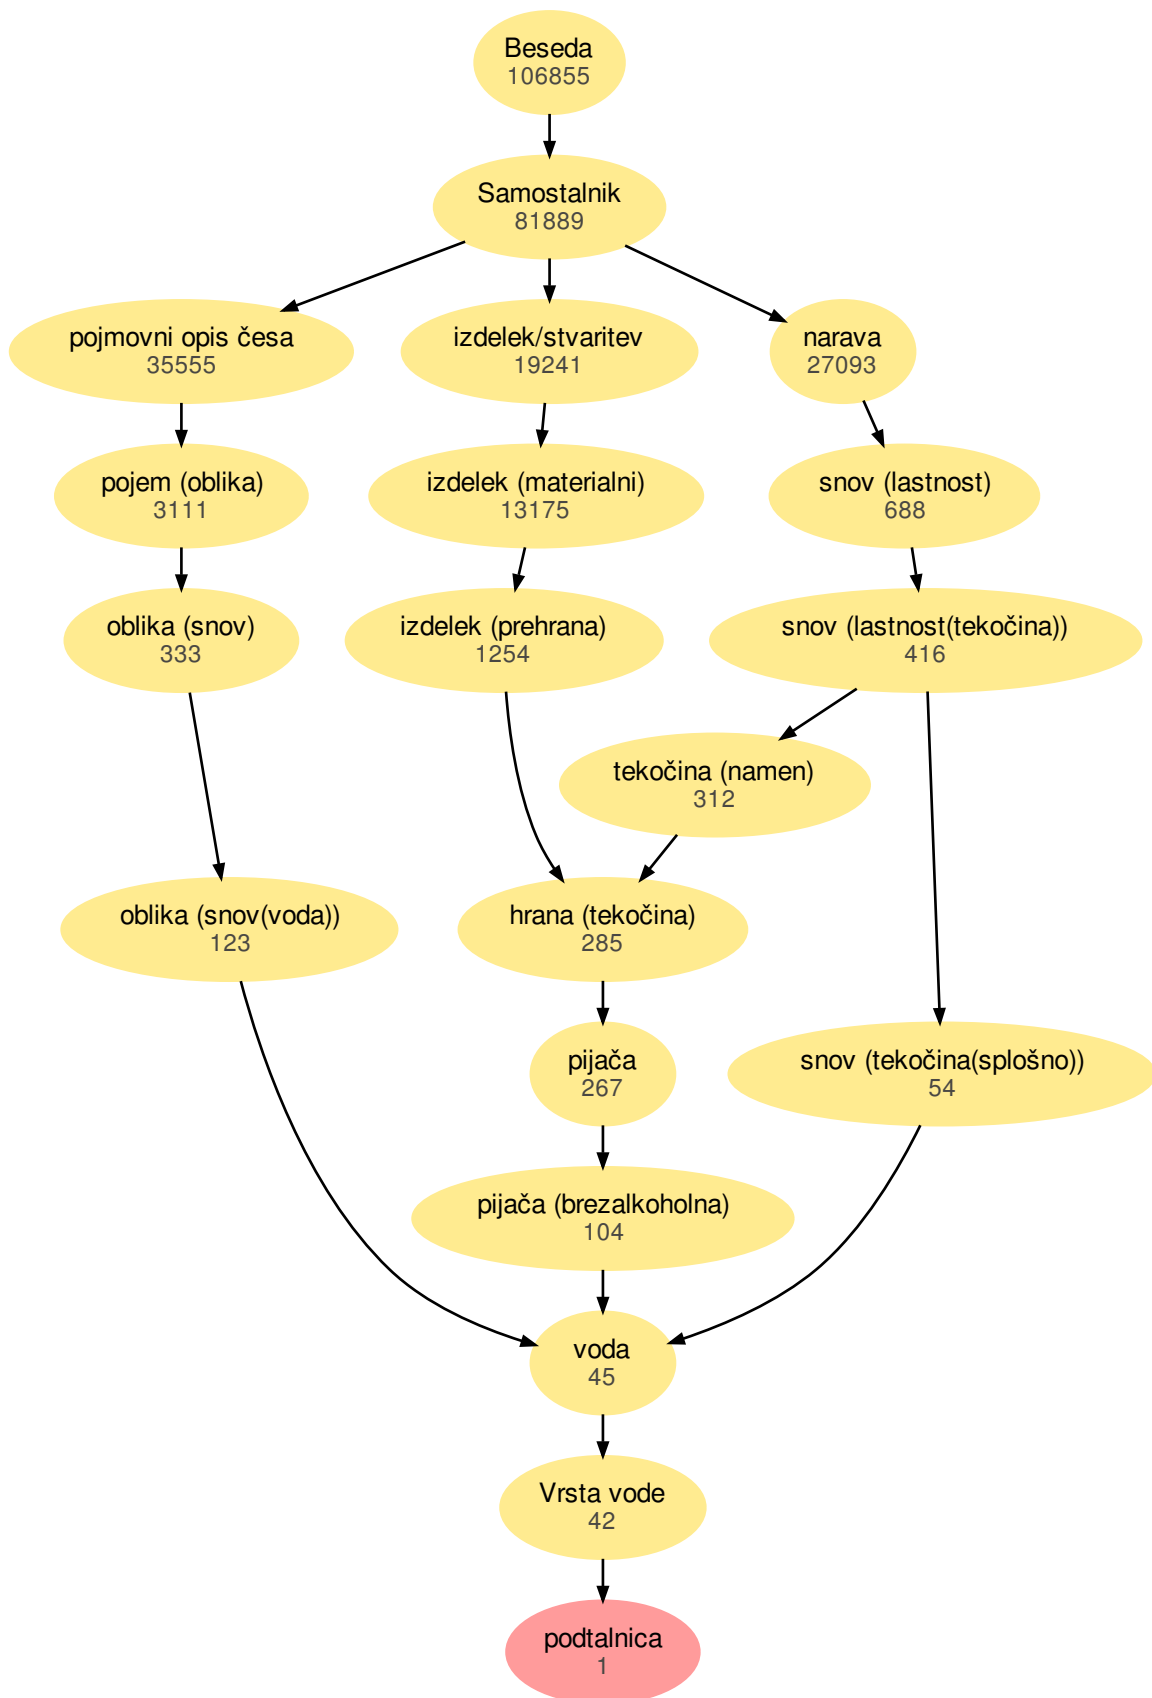 Beseda
106855
Samostalnik
81889
pojmovni opis česa
35555
izdelek/stvaritev
19241
narava
27093
pojem (oblika)
3111
izdelek (materialni)
13175
snov (lastnost)
688
oblika (snov)
333
izdelek (prehrana)
1254
snov (lastnost(tekočina))
416
tekočina (namen)
312
oblika (snov(voda))
123
hrana (tekočina)
285
pijača
267
snov (tekočina(splošno))
54
pijača (brezalkoholna)
104
voda
45
Vrsta vode
42
podtalnica
1